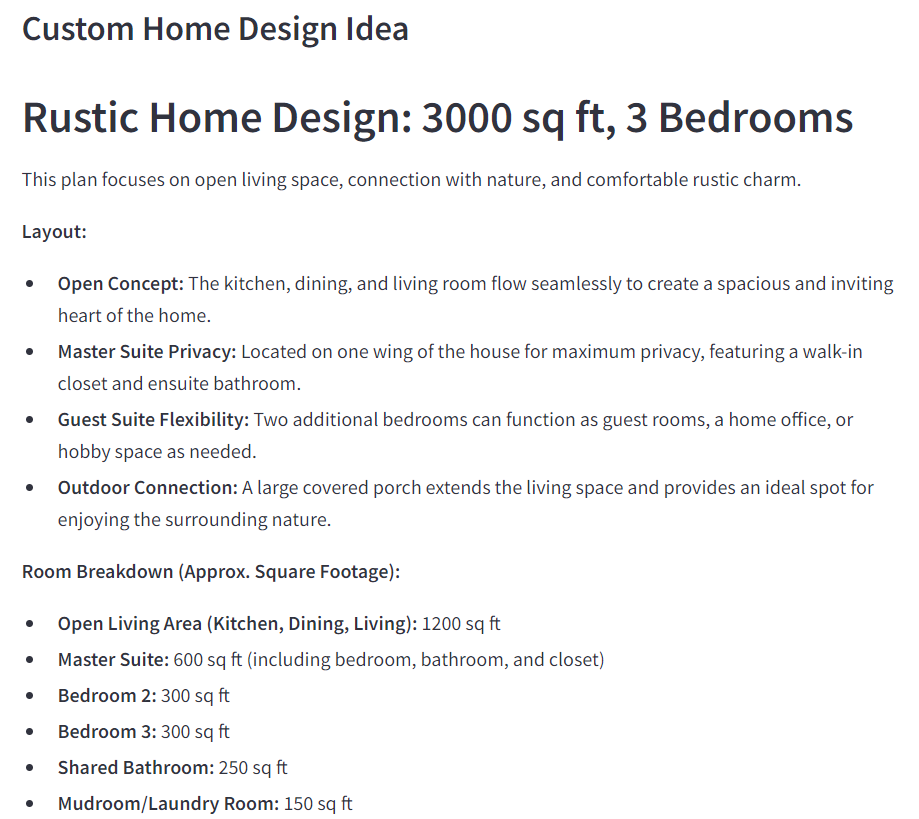 Custom Home Design Idea
Rustic Home Design: 3000 sq ft, 3 Bedrooms
This plan focuses on open living space, connection with nature, and comfortable rustic charm.
Layout:
• Open Concept: The kitchen, dining, and living room flow seamlessly to create a spacious and inviting
heart of the home.
• Master Suite Privacy: Located on one wing of the house for maximum privacy, featuring a walk-in
closet and ensuite bathroom.
• Guest Suite Flexibility: Two additional bedrooms can function as guest rooms, a home office, or
hobby space as needed.
• Outdoor Connection: A large covered porch extends the living space and provides an ideal spot for
enjoying the surrounding nature.
Room Breakdown (Approx. Square Footage):
• Open Living Area (Kitchen, Dining, Living): 1200 sq ft
• Master Suite: 600 sq ft (including bedroom, bathroom, and closet)
• Bedroom 2: 300 sq ft
• Bedroom 3: 300 sq ft
• Shared Bathroom: 250 sq ft
• Mudroom/Laundry Room: 150 sq ft